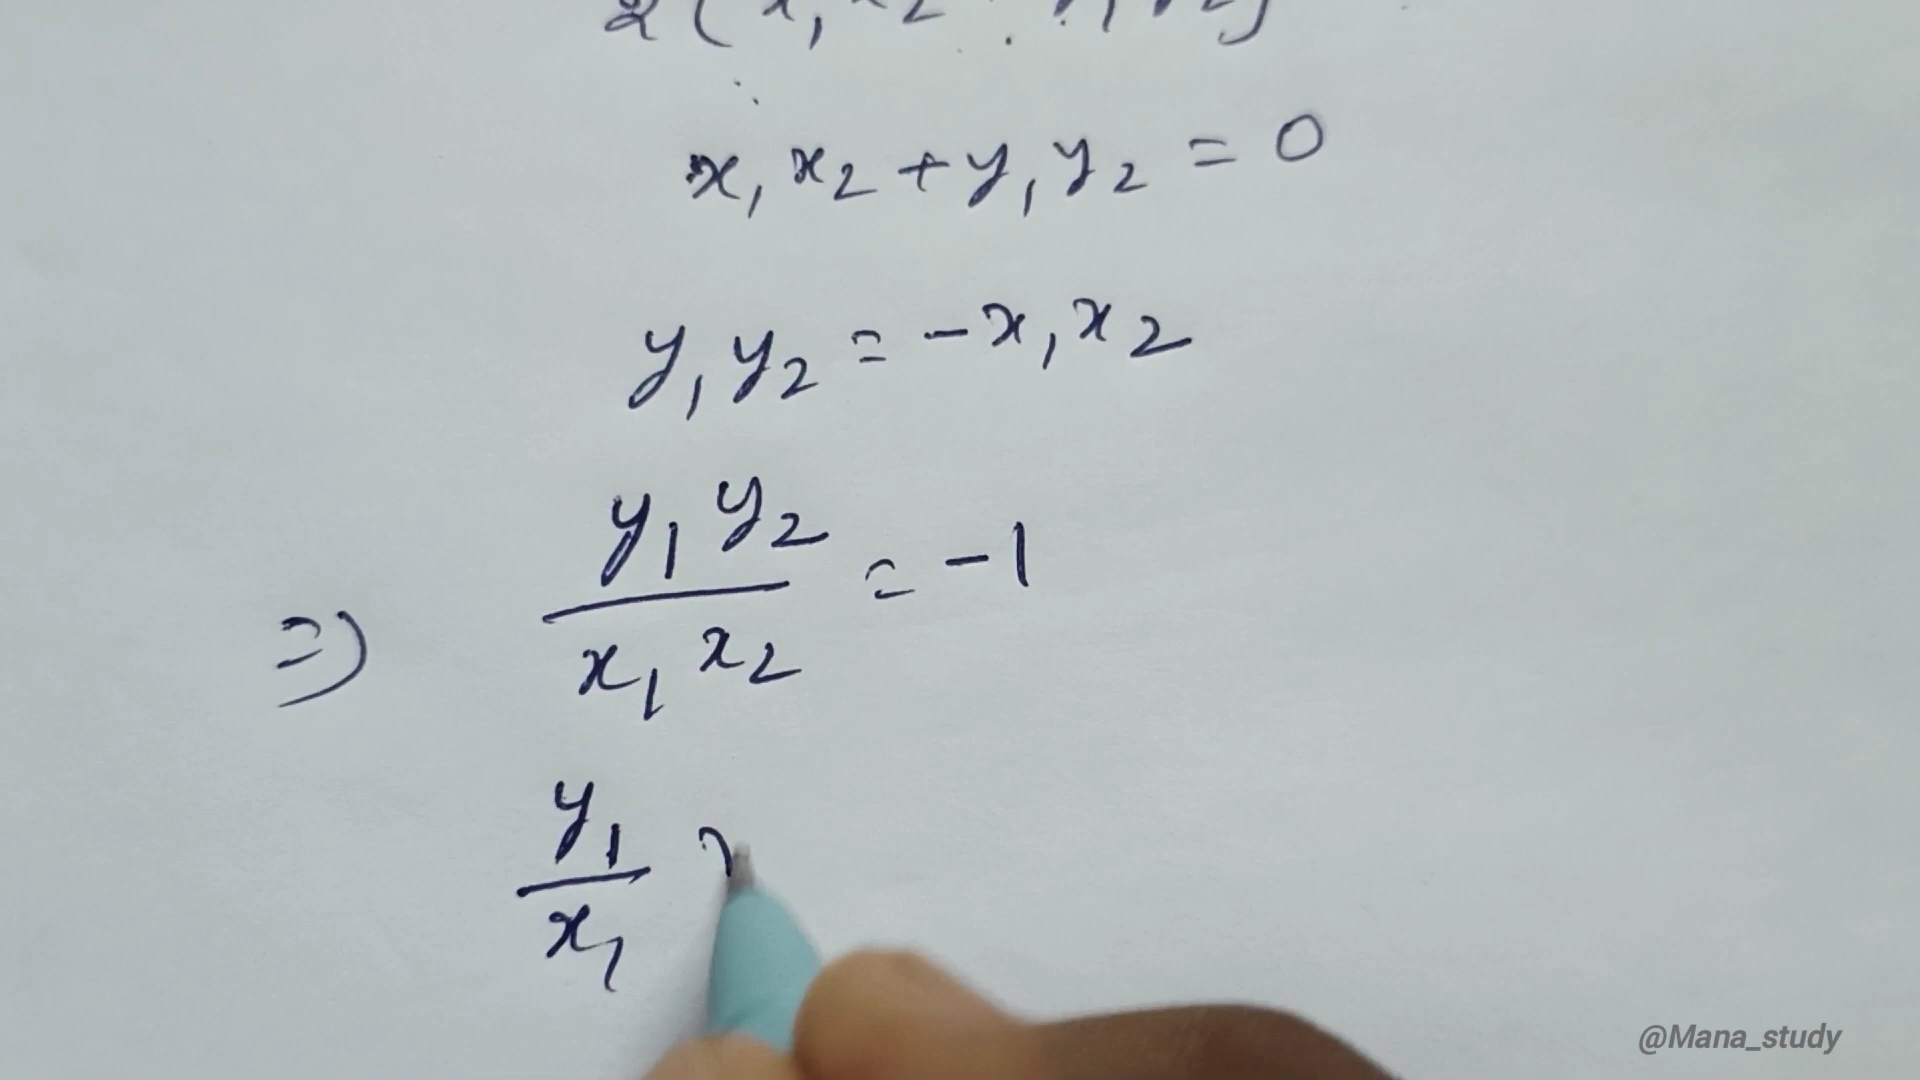 x₁x₂ + y₁y₂ = 0
y₁y₂ = -x₁x₂
⇒ y₁y₂ / x₁x₂ = -1
y₁ / x₁
@Mana_study